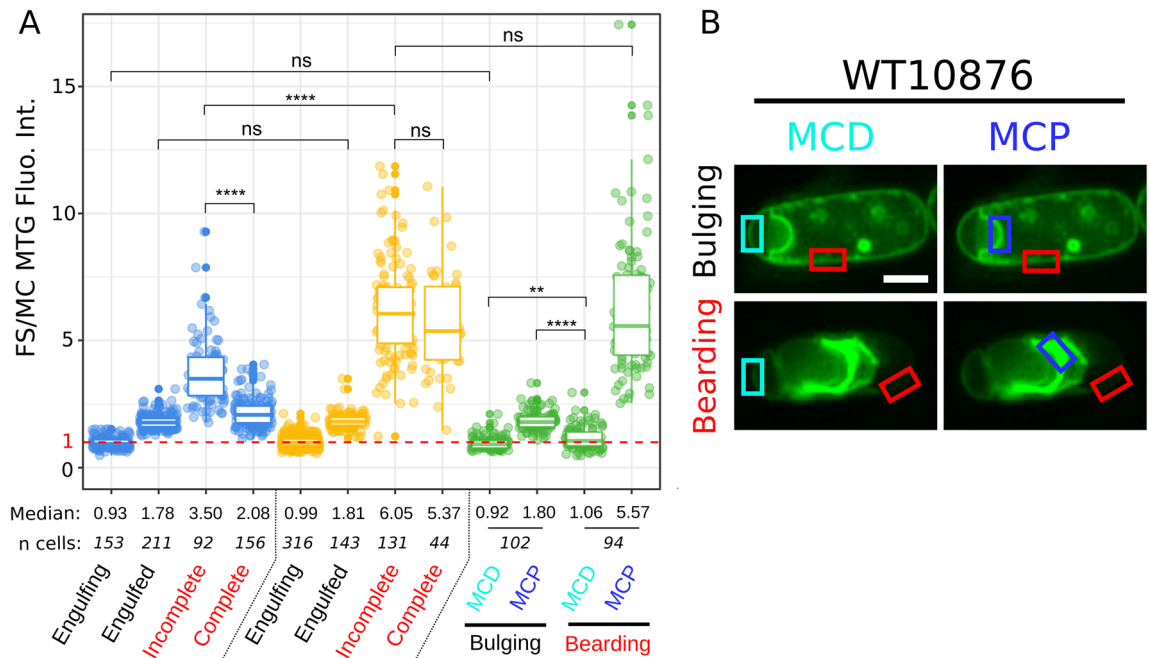 A
FS/MC MTG Fluo. Int.
15
10
5
1
0
ns
ns
****
ns
ns
****
**
****
Median: 0.93 1.78 3.50 2.08 0.99 1.81 6.05 5.37 0.92 1.80 1.06 5.57
n cells: 153 211 92 156 316 143 131 44 102 94
Engulfing
Engulfed
Incomplete
Complete
Engulfing
Engulfed
Incomplete
Complete
MCD
MCP
MCD
MCP
Bulging
Bearding
B
WT10876
MCD
MCP
Bulging
Bearding